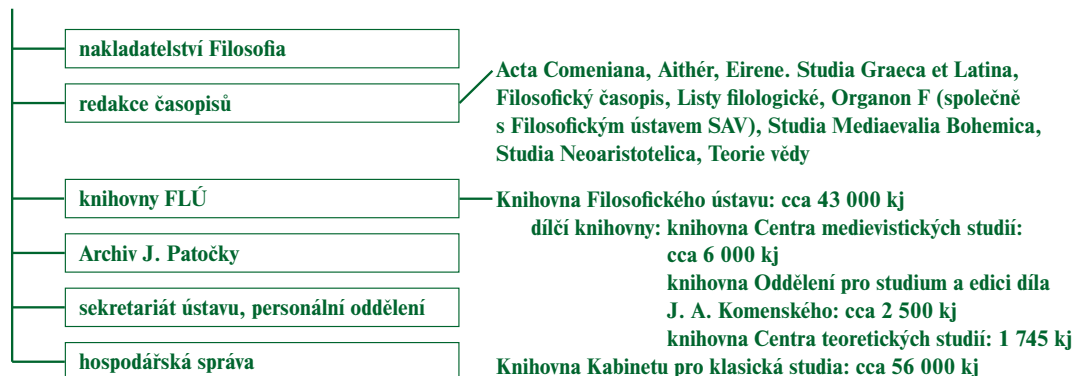 nakladatelství Filosofia
redakce časopisů
Acta Comeniana, Aithér, Eirene. Studia Graeca et Latina,
Filosofický časopis, Listy filologické, Organon F (společně
s Filosofickým ústavem SAV), Studia Mediaevalia Bohemica,
Studia Neoaristotelica, Teorie vědy
knihovny FLÚ
Knihovna Filosofického ústavu: cca 43 000 kj
dílčí knihovny: knihovna Centra medievistických studií:
cca 6 000 kj
knihovna Oddělení pro studium a edici díla
J. A. Komenského: cca 2 500 kj
knihovna Centra teoretických studií: 1 745 kj
Knihovna Kabinetu pro klasická studia: cca 56 000 kj
Archiv J. Patočky
sekretariát ústavu, personální oddělení
hospodářská správa